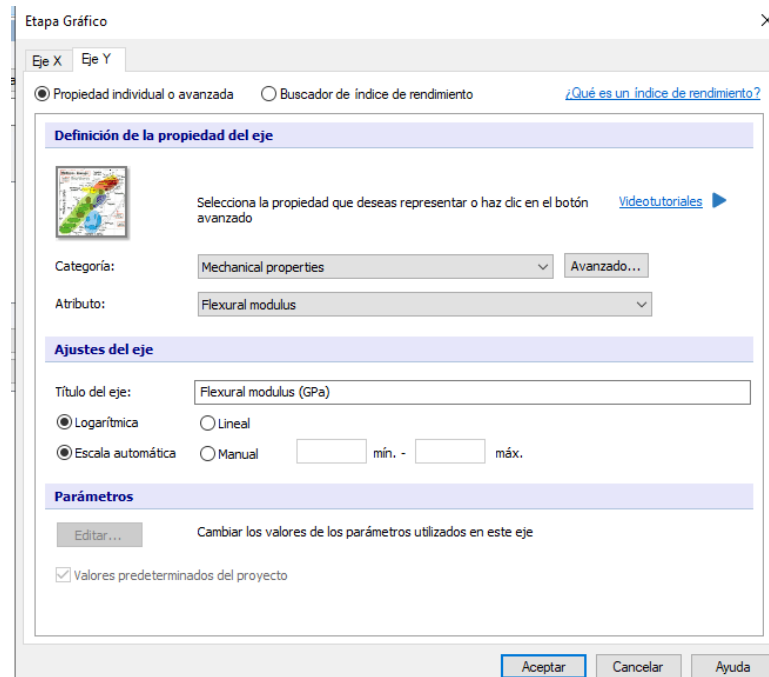 Etapa Gráfico
Eje X Eje Y
Propiedad individual o avanzada Buscador de índice de rendimiento ¿Qué es un índice de rendimiento?
Definición de la propiedad del eje
Selecciona la propiedad que deseas representar o haz clic en el botón
avanzado
Videotutoriales
Categoría: Mechanical properties Avanzado...
Atributo: Flexural modulus
Ajustes del eje
Título del eje: Flexural modulus (GPa)
Logarítmica Lineal
Escala automática Manual mín. - máx.
Parámetros
Editar... Cambiar los valores de los parámetros utilizados en este eje
Valores predeterminados del proyecto
Aceptar Cancelar Ayuda